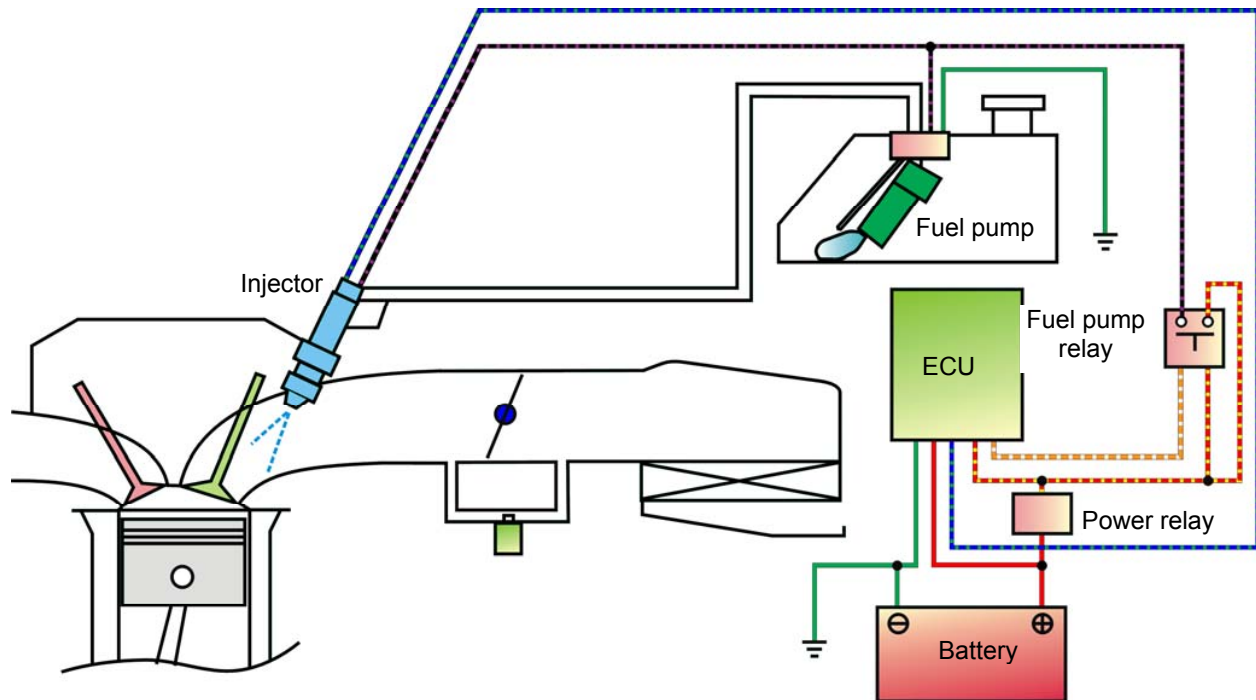 Injector
Fuel pump
Fuel pump
relay
ECU
Power relay
Battery